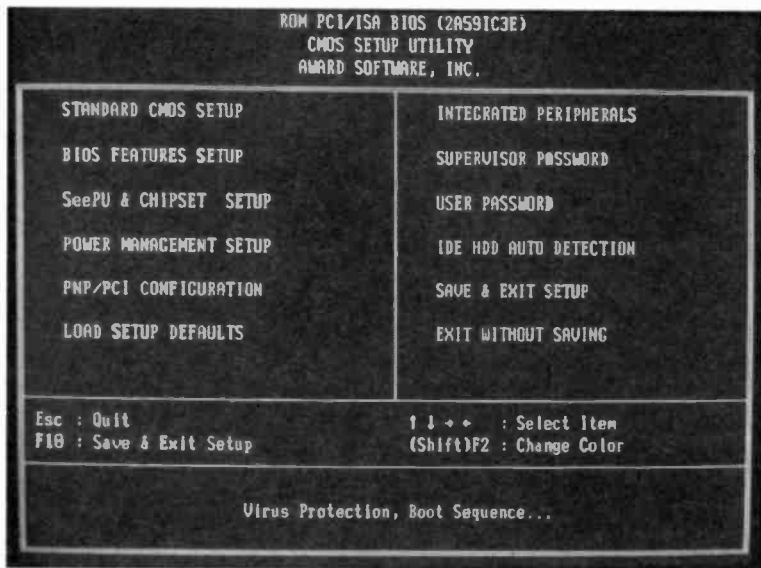 ROM PCI/ISA BIOS (2A59IC3E)
CMOS SETUP UTILITY
AWARD SOFTWARE, INC.
STANDARD CMOS SETUP
BIOS FEATURES SETUP
SeePU & CHIPSET SETUP
POWER MANAGEMENT SETUP
PNP/PCI CONFIGURATION
LOAD SETUP DEFAULTS
INTEGRATED PERIPHERALS
SUPERVISOR PASSWORD
USER PASSWORD
IDE HDD AUTO DETECTION
SAVE & EXIT SETUP
EXIT WITHOUT SAVING
Esc : Quit
F10 : Save & Exit Setup
↑ ↓ → ← : Select Item
(Shift)F2 : Change Color
Virus Protection, Boot Sequence...